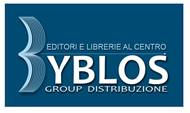 EDITORI E LIBRERIE AL CENTRO
BYBLOS
GROUP DISTRIBUZIONE